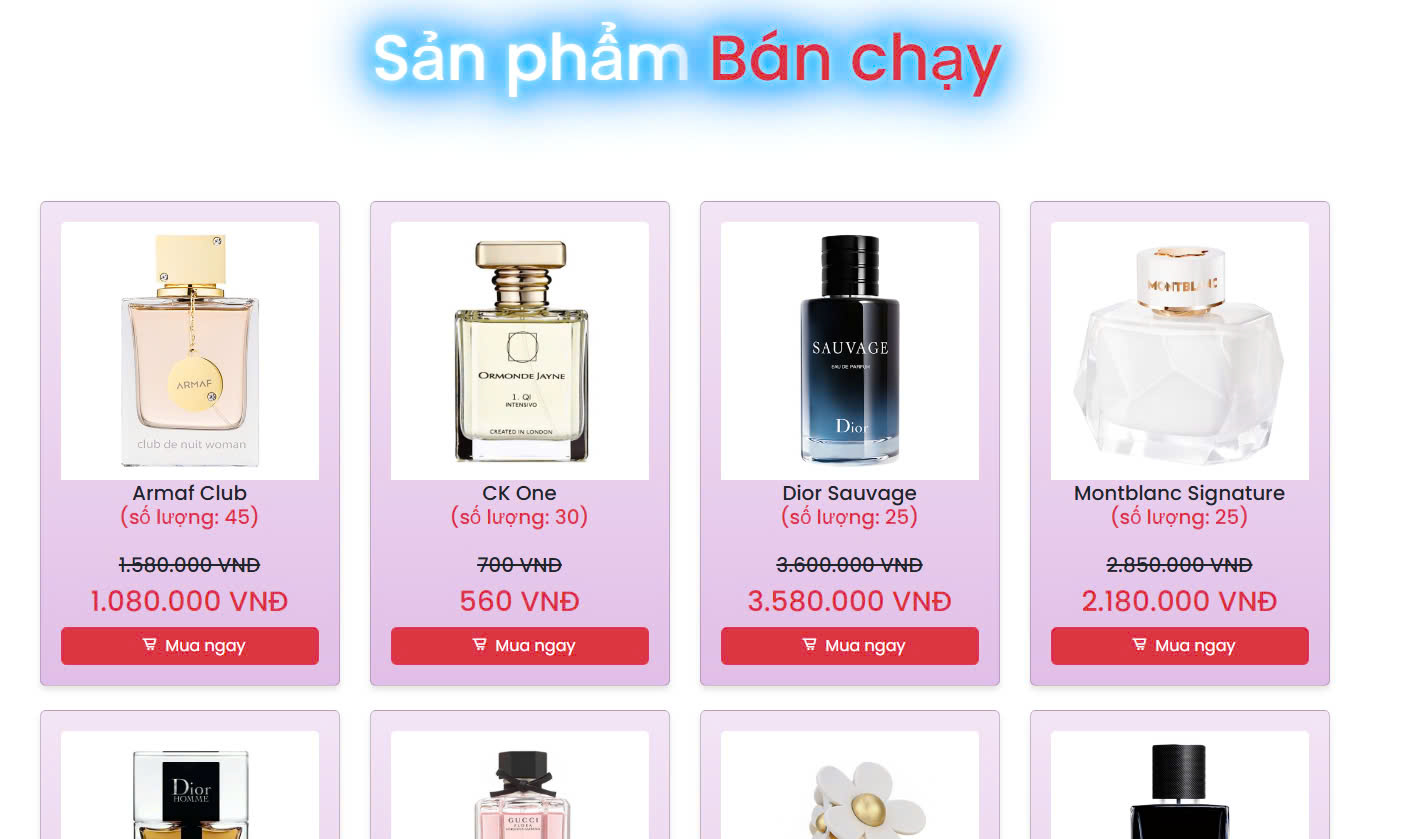 Sản phẩm Bán chạy
ARMAF
club de nuit woman
Armaf Club
(số lượng: 45)
1.580.000 VNĐ
1.080.000 VNĐ
Mua ngay
ORMONDE JAYNE
1. QI
INTENSIVO
CREATED IN LONDON
CK One
(số lượng: 30)
700 VNĐ
560 VNĐ
Mua ngay
SAUVAGE
EAU DE PARFUM
Dior
Dior Sauvage
(số lượng: 25)
3.600.000 VNĐ
3.580.000 VNĐ
Mua ngay
MONTBLANC
Montblanc Signature
(số lượng: 25)
2.850.000 VNĐ
2.180.000 VNĐ
Mua ngay
Dior
HOMME
GUCCI
FLORA